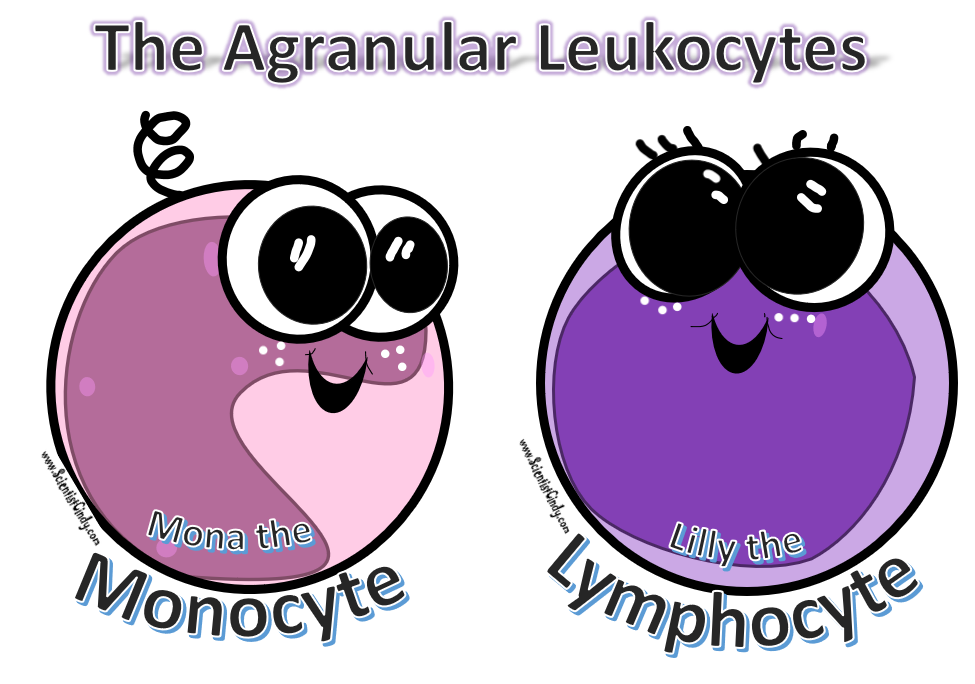 The Agranular Leukocytes
www.ScientistCindy.com
Mona the
Monocyte
www.ScientistCindy.com
Lilly the
Lymphocyte